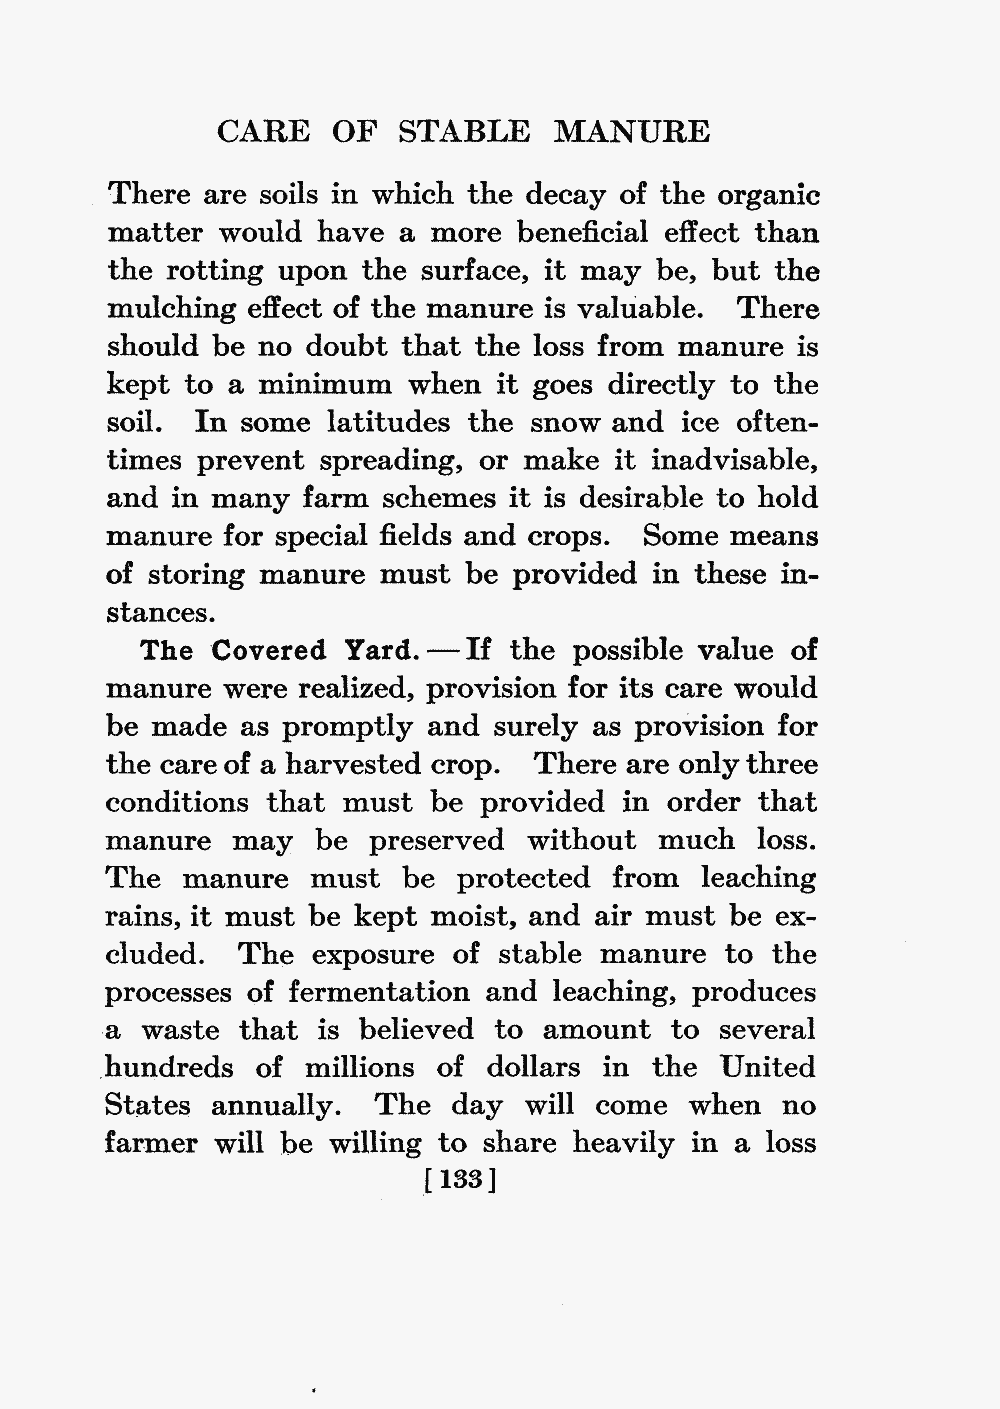 CARE OF STABLE MANURE
There are soils in which the decay of the organic
matter would have a more beneficial effect than
the rotting upon the surface, it may be, but the
mulching effect of the manure is valuable. There
should be no doubt that the loss from manure is
kept to a minimum when it goes directly to the
soil. In some latitudes the snow and ice often-
times prevent spreading, or make it inadvisable,
and in many farm schemes it is desirable to hold
manure for special fields and crops. Some means
of storing manure must be provided in these in-
stances.
The Covered Yard. — If the possible value of
manure were realized, provision for its care would
be made as promptly and surely as provision for
the care of a harvested crop. There are only three
conditions that must be provided in order that
manure may be preserved without much loss.
The manure must be protected from leaching
rains, it must be kept moist, and air must be ex-
cluded. The exposure of stable manure to the
processes of fermentation and leaching, produces
a waste that is believed to amount to several
hundreds of millions of dollars in the United
States annually. The day will come when no
farmer will be willing to share heavily in a loss
[ 133 ]